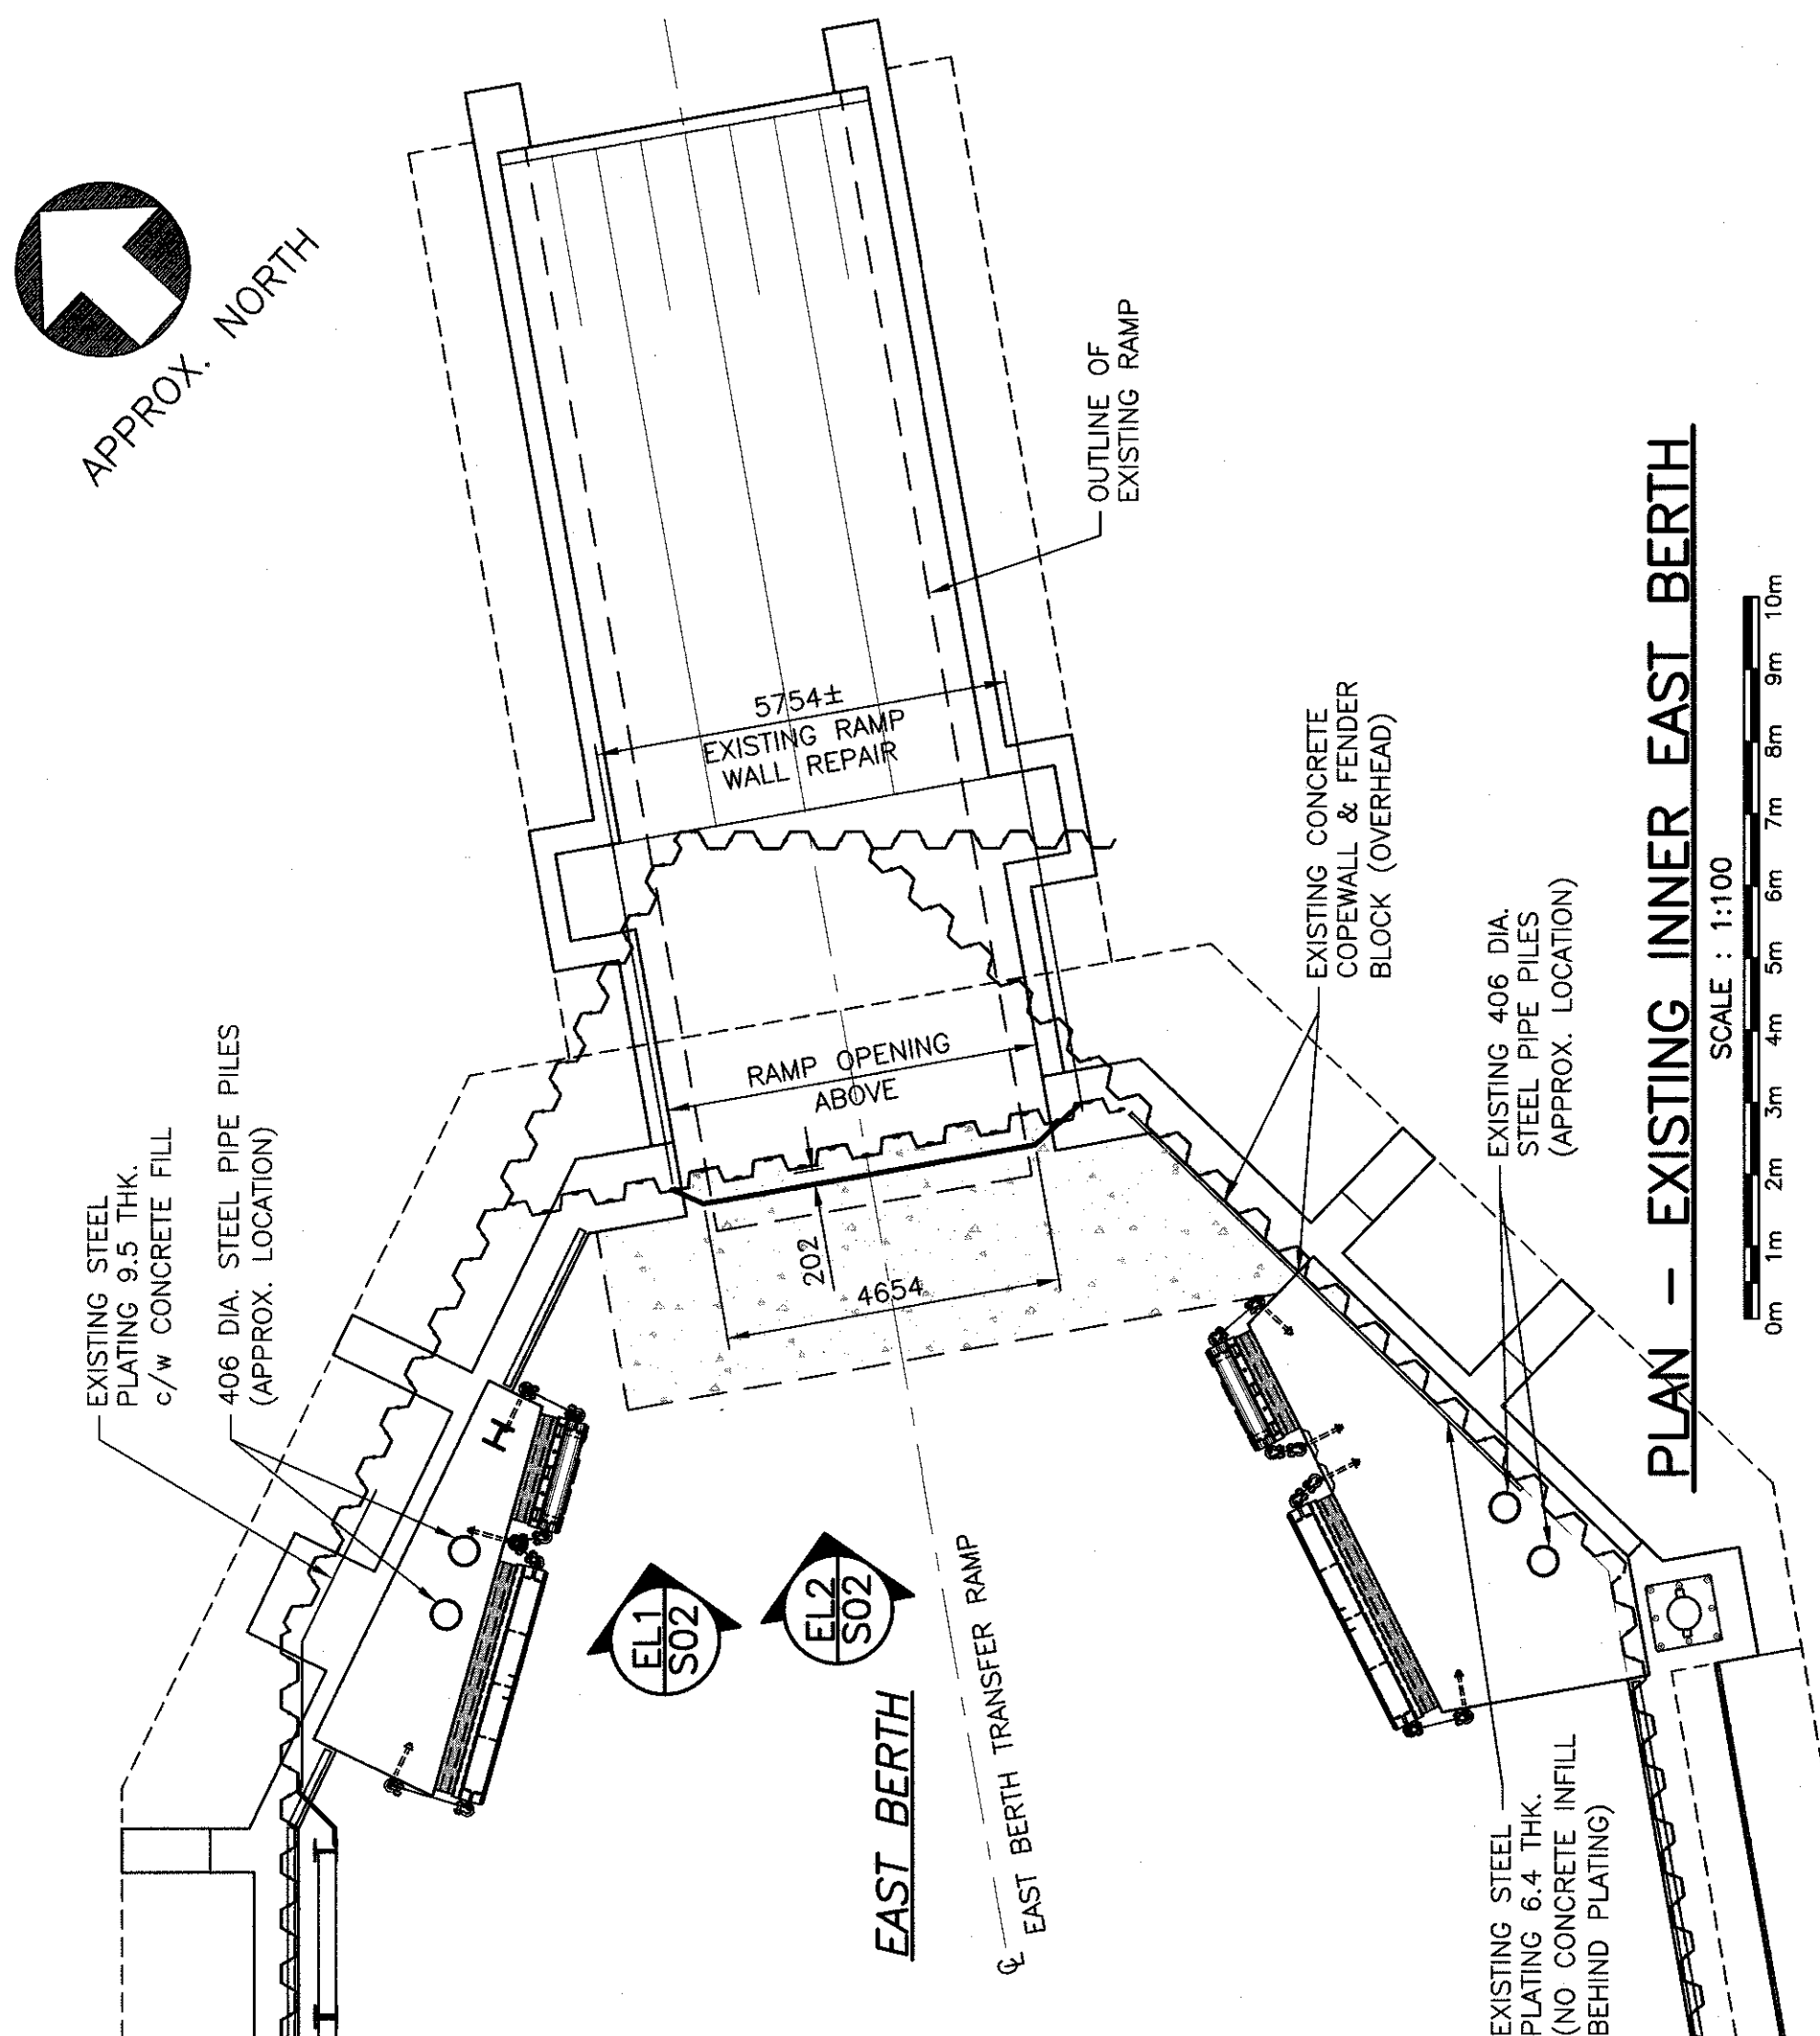 APPROX. NORTH
EXISTING STEEL
PLATING 9.5 THK.
c/w CONCRETE FILL
406 DIA. STEEL PIPE PILES
(APPROX. LOCATION)
5754±
EXISTING RAMP
WALL REPAIR
OUTLINE OF
EXISTING RAMP
RAMP OPENING
ABOVE
202
4654
EXISTING CONCRETE
COPEWALL & FENDER
BLOCK (OVERHEAD)
EXISTING 406 DIA.
STEEL PIPE PILES
(APPROX. LOCATION)
H
EL1
S02
EL2
S02
EAST BERTH
℄ EAST BERTH TRANSFER RAMP
EXISTING STEEL
PLATING 6.4 THK.
(NO CONCRETE INFILL
BEHIND PLATING)
PLAN - EXISTING INNER EAST BERTH
SCALE : 1:100
0m 1m 2m 3m 4m 5m 6m 7m 8m 9m 10m